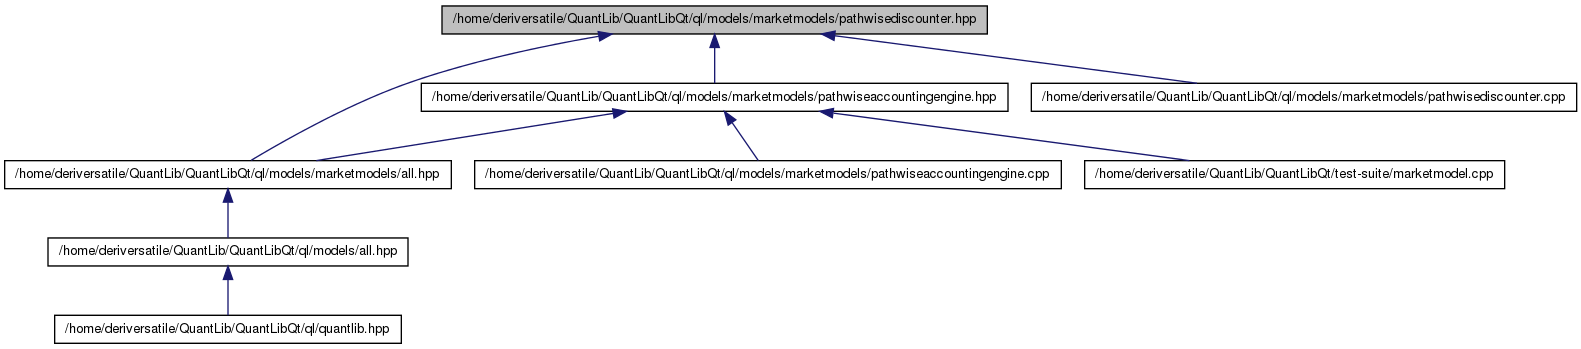 /home/deriversatile/QuantLib/QuantLibQt/ql/models/marketmodels/pathwisediscounter.hpp
/home/deriversatile/QuantLib/QuantLibQt/ql/models/marketmodels/pathwiseaccountingengine.hpp
/home/deriversatile/QuantLib/QuantLibQt/ql/models/marketmodels/pathwisediscounter.cpp
/home/deriversatile/QuantLib/QuantLibQt/ql/models/marketmodels/all.hpp
/home/deriversatile/QuantLib/QuantLibQt/ql/models/marketmodels/pathwiseaccountingengine.cpp
/home/deriversatile/QuantLib/QuantLibQt/test-suite/marketmodel.cpp
/home/deriversatile/QuantLib/QuantLibQt/ql/models/all.hpp
/home/deriversatile/QuantLib/QuantLibQt/ql/quantlib.hpp